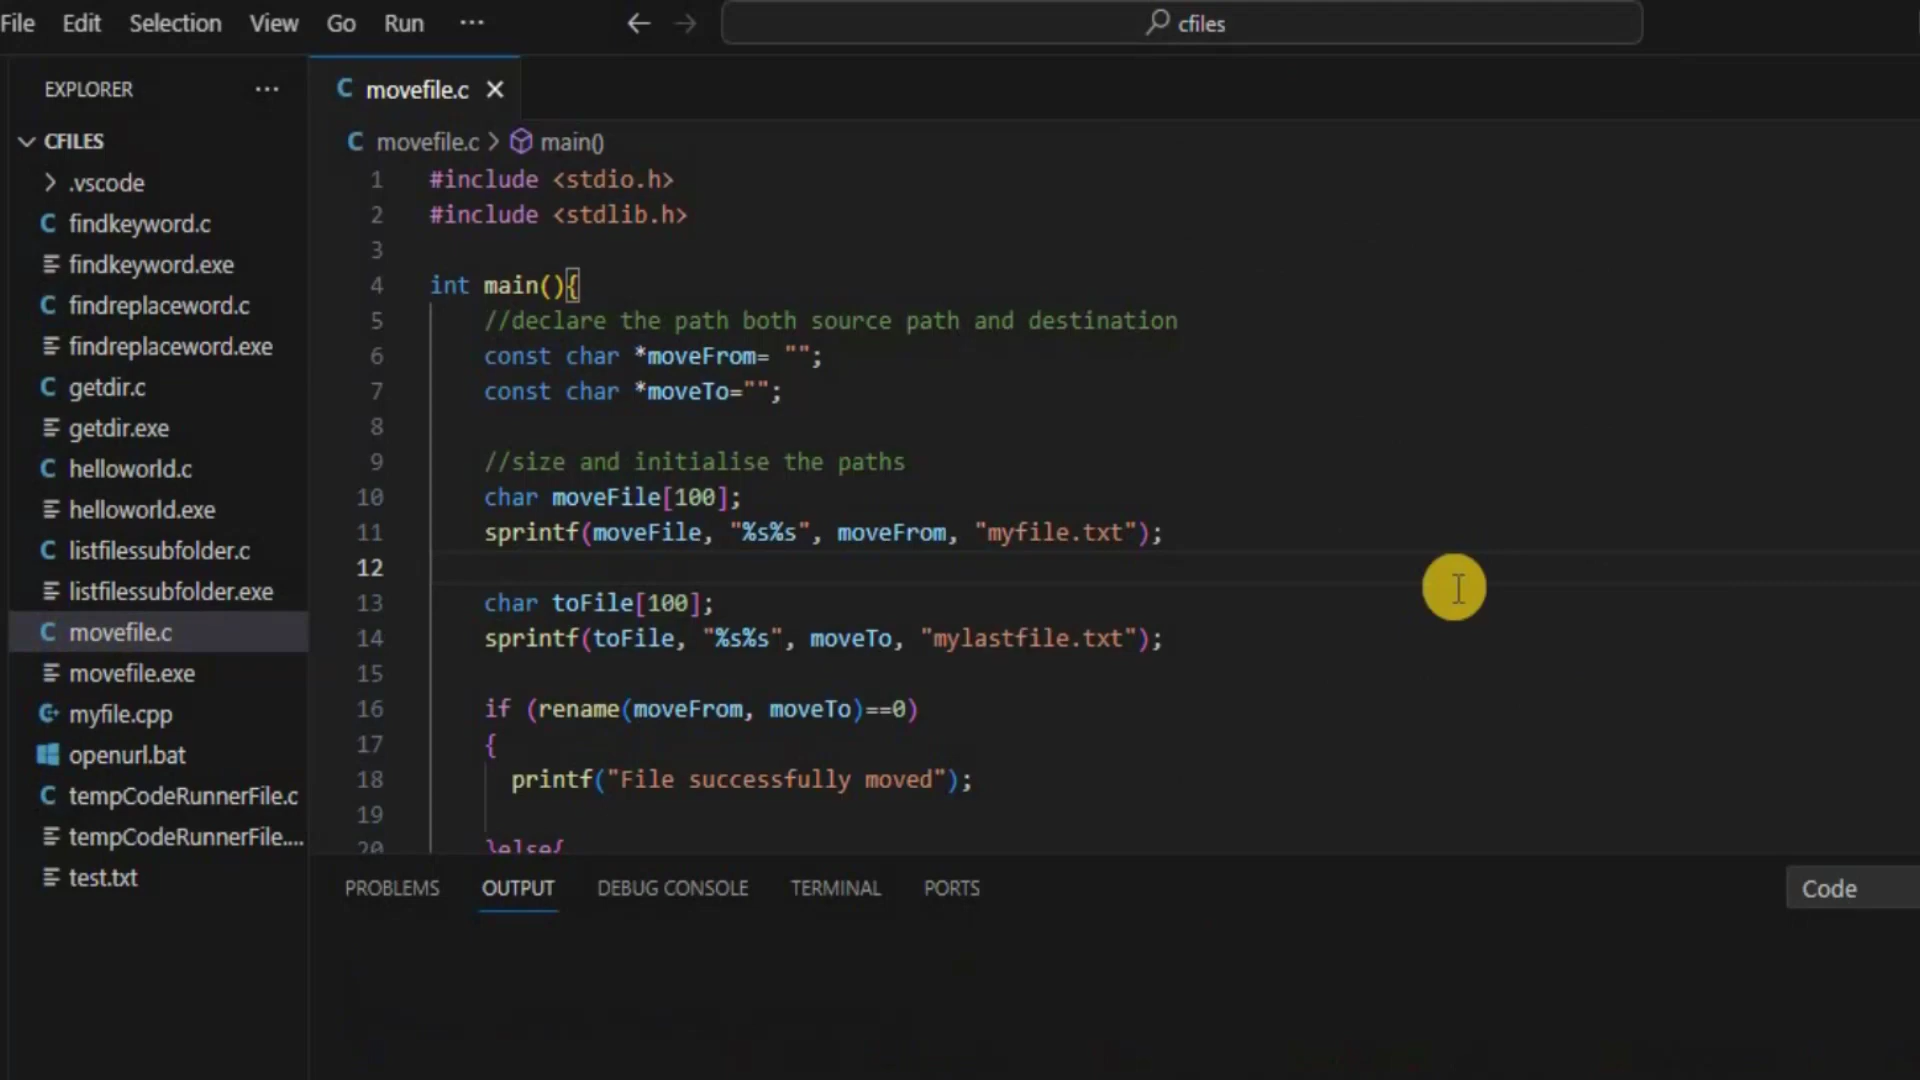 File Edit Selection View Go Run ···
cfiles
EXPLORER ···
CFILES
.vscode
findkeyword.c
findkeyword.exe
findreplaceword.c
findreplaceword.exe
getdir.c
getdir.exe
helloworld.c
helloworld.exe
listfilessubfolder.c
listfilessubfolder.exe
movefile.c
movefile.exe
myfile.cpp
openurl.bat
tempCodeRunnerFile.c
tempCodeRunnerFile....
test.txt
C movefile.c ×
C movefile.c > main()
1 #include <stdio.h>
2 #include <stdlib.h>
3
4 int main(){
5 //declare the path both source path and destination
6 const char *moveFrom= "";
7 const char *moveTo="";
8
9 //size and initialise the paths
10 char moveFile[100];
11 sprintf(moveFile, "%s%s", moveFrom, "myfile.txt");
12
13 char toFile[100];
14 sprintf(toFile, "%s%s", moveTo, "mylastfile.txt");
15
16 if (rename(moveFrom, moveTo)==0)
17 {
18 printf("File successfully moved");
19
20 }else{
PROBLEMS OUTPUT DEBUG CONSOLE TERMINAL PORTS
Code